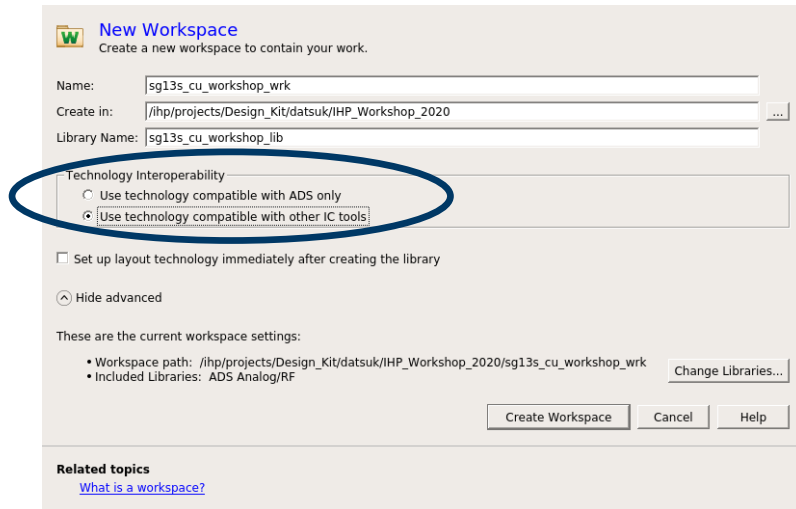 W
New Workspace
Create a new workspace to contain your work.
Name: sg13s_cu_workshop_wrk
Create in: /ihp/projects/Design_Kit/datsuk/IHP_Workshop_2020 ...
Library Name: sg13s_cu_workshop_lib
Technology Interoperability
Use technology compatible with ADS only
Use technology compatible with other IC tools
Set up layout technology immediately after creating the library
Hide advanced
These are the current workspace settings:
• Workspace path: /ihp/projects/Design_Kit/datsuk/IHP_Workshop_2020/sg13s_cu_workshop_wrk
• Included Libraries: ADS Analog/RF
Change Libraries...
Create Workspace Cancel Help
Related topics
What is a workspace?